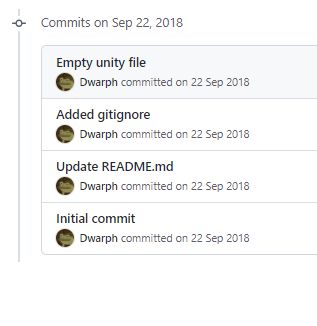 Commits on Sep 22, 2018
Empty unity file
Dwarph committed on 22 Sep 2018
Added gitignore
Dwarph committed on 22 Sep 2018
Update README.md
Dwarph committed on 22 Sep 2018
Initial commit
Dwarph committed on 22 Sep 2018